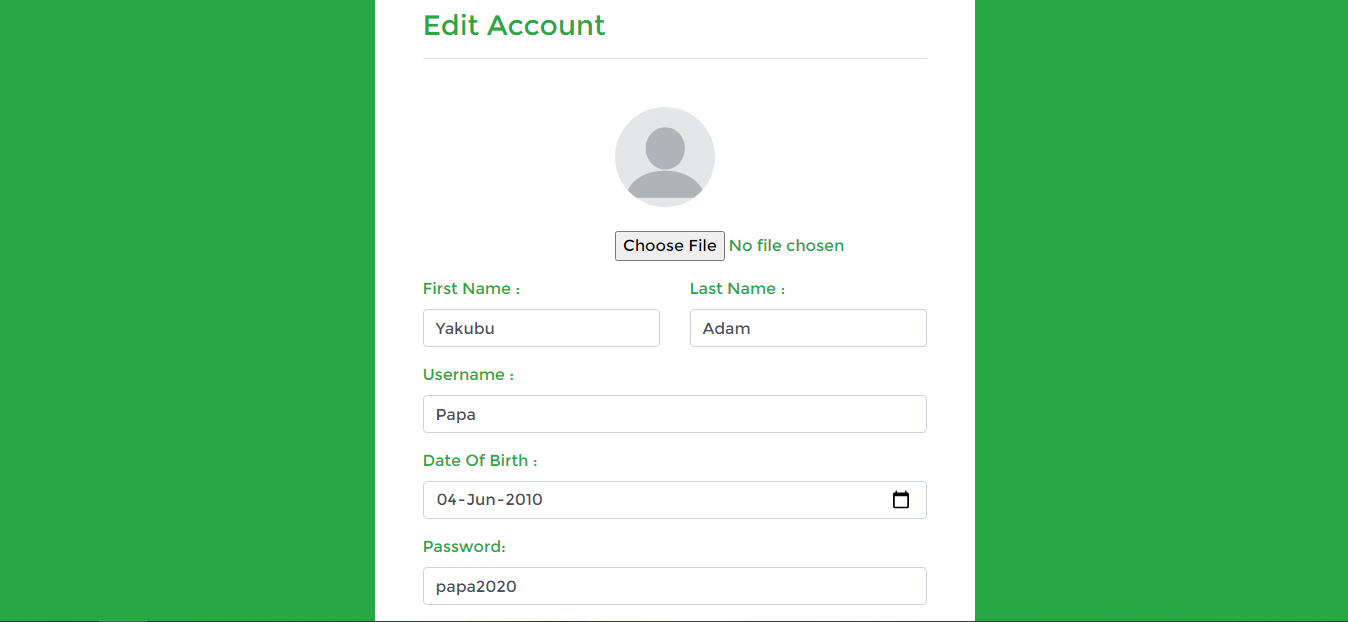 Edit Account
Choose File No file chosen
First Name : Last Name :
Yakubu Adam
Username :
Papa
Date Of Birth :
04-Jun-2010
Password:
papa2020